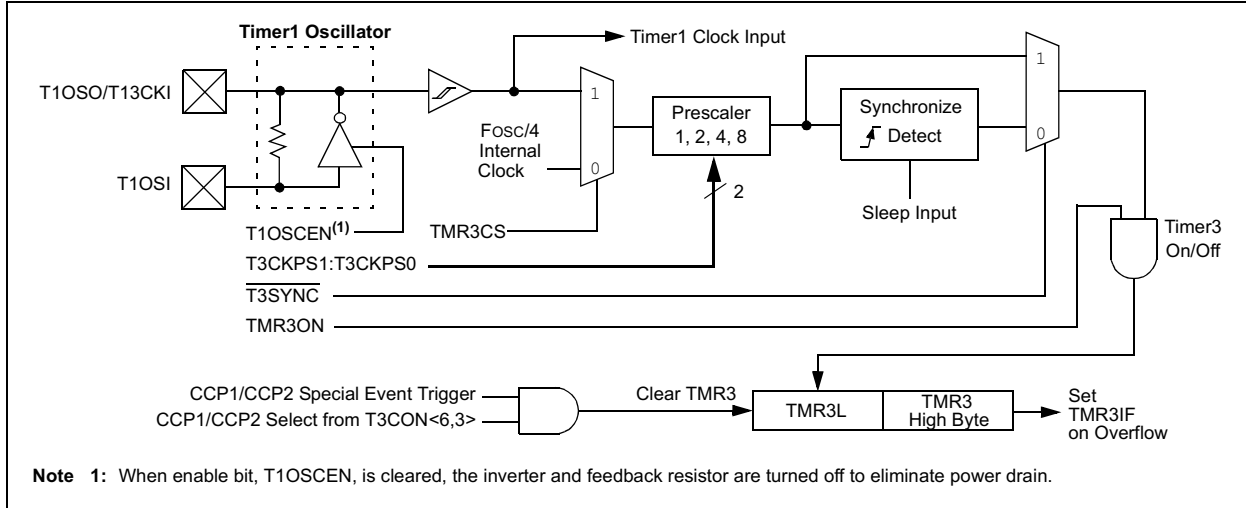 Timer1 Oscillator
Timer1 Clock Input
T1OSO/T13CKI
1
1
Prescaler
1, 2, 4, 8
Synchronize
Detect
FOSC/4
Internal
Clock
0
0
2
T1OSI
Sleep Input
T1OSCEN(1)
TMR3CS
Timer3
On/Off
T3CKPS1:T3CKPS0
T3SYNC
TMR3ON
CCP1/CCP2 Special Event Trigger
CCP1/CCP2 Select from T3CON<6,3>
Clear TMR3
TMR3L
TMR3
High Byte
Set
TMR3IF
on Overflow
Note 1: When enable bit, T1OSCEN, is cleared, the inverter and feedback resistor are turned off to eliminate power drain.